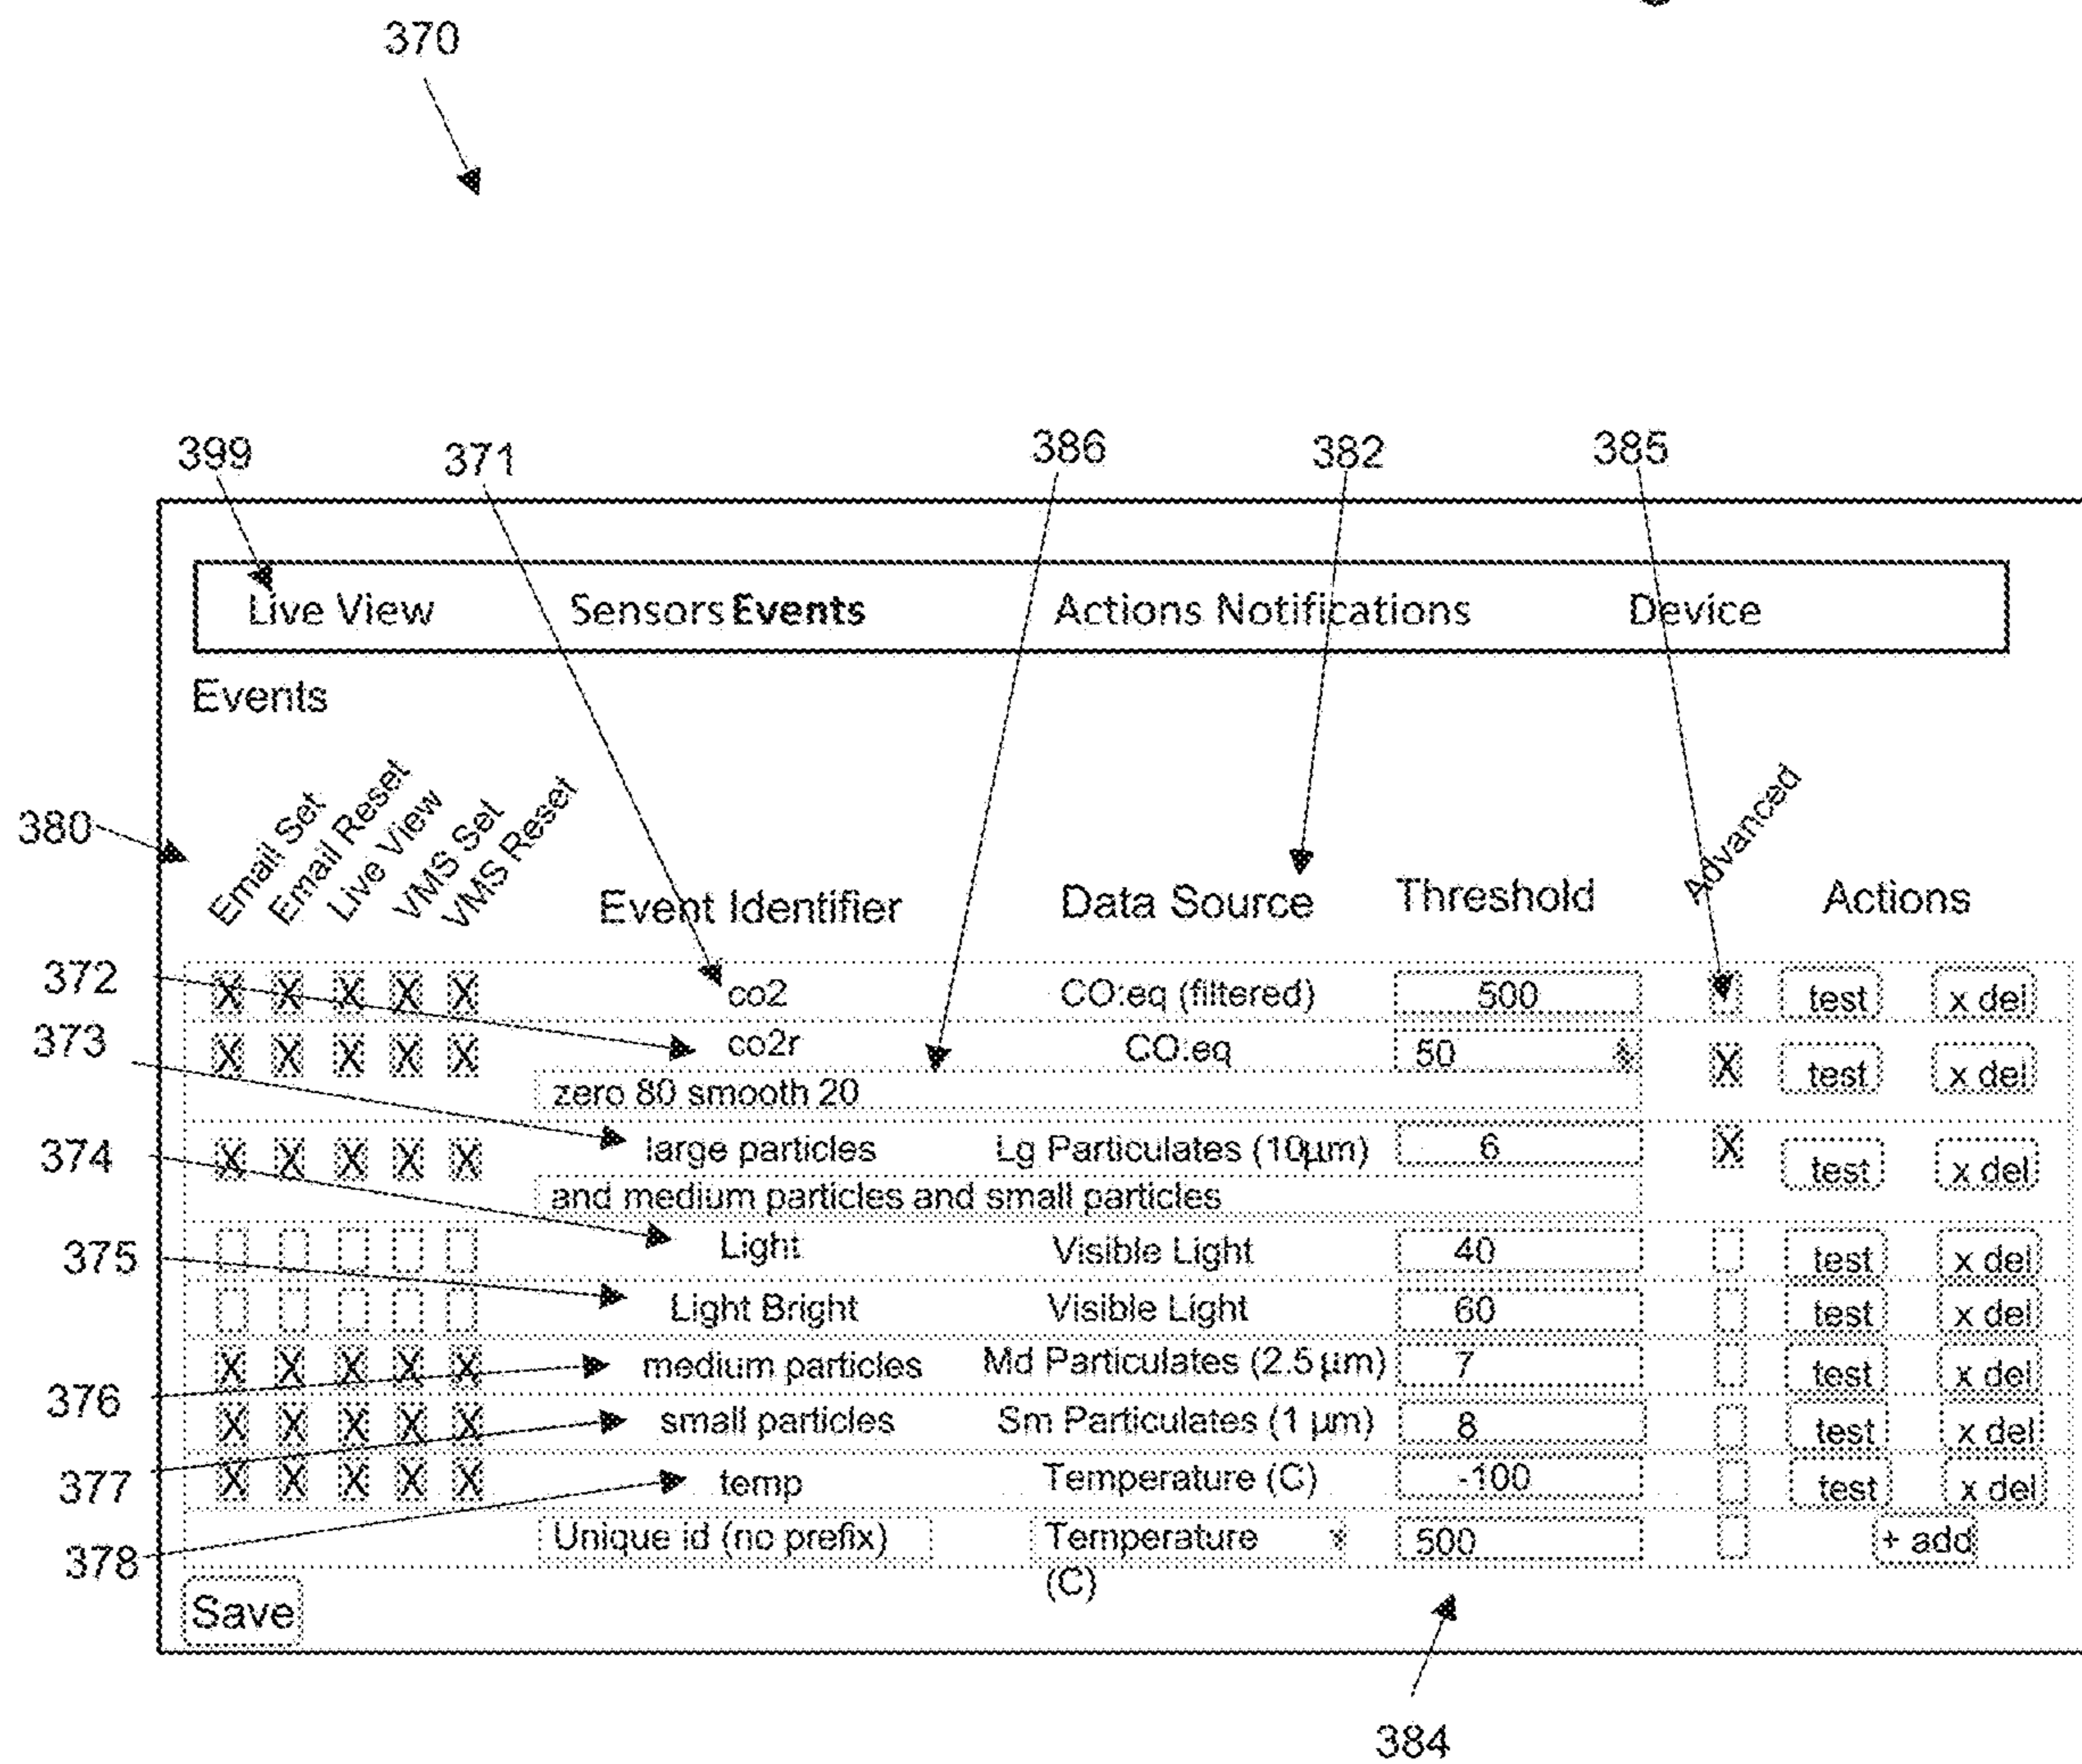 370
399 371 386 382 385
Live View Sensors Events Actions Notifications Device
Events
380 Email Set Email Reset Live View VMS Set VMS Reset Event Identifier Data Source Threshold Advanced Actions
372 X X X X X co2 CO:eq (filtered) 500 test x del
373 X X X X X co2r CO:eq 50 X test x del
zero 80 smooth 20
374 X X X X X large particles Lg Particulates (10µm) 6 X test x del
and medium particles and small particles
375 Light Visible Light 40 test x del
Light Bright Visible Light 60 test x del
376 X X X X X medium particles Md Particulates (2.5 µm) 7 test x del
377 X X X X X small particles Sm Particulates (1 µm) 8 test x del
X X X X X temp Temperature (C) -100 test x del
378 Unique id (no prefix) Temperature 500 + add
(C)
Save
384